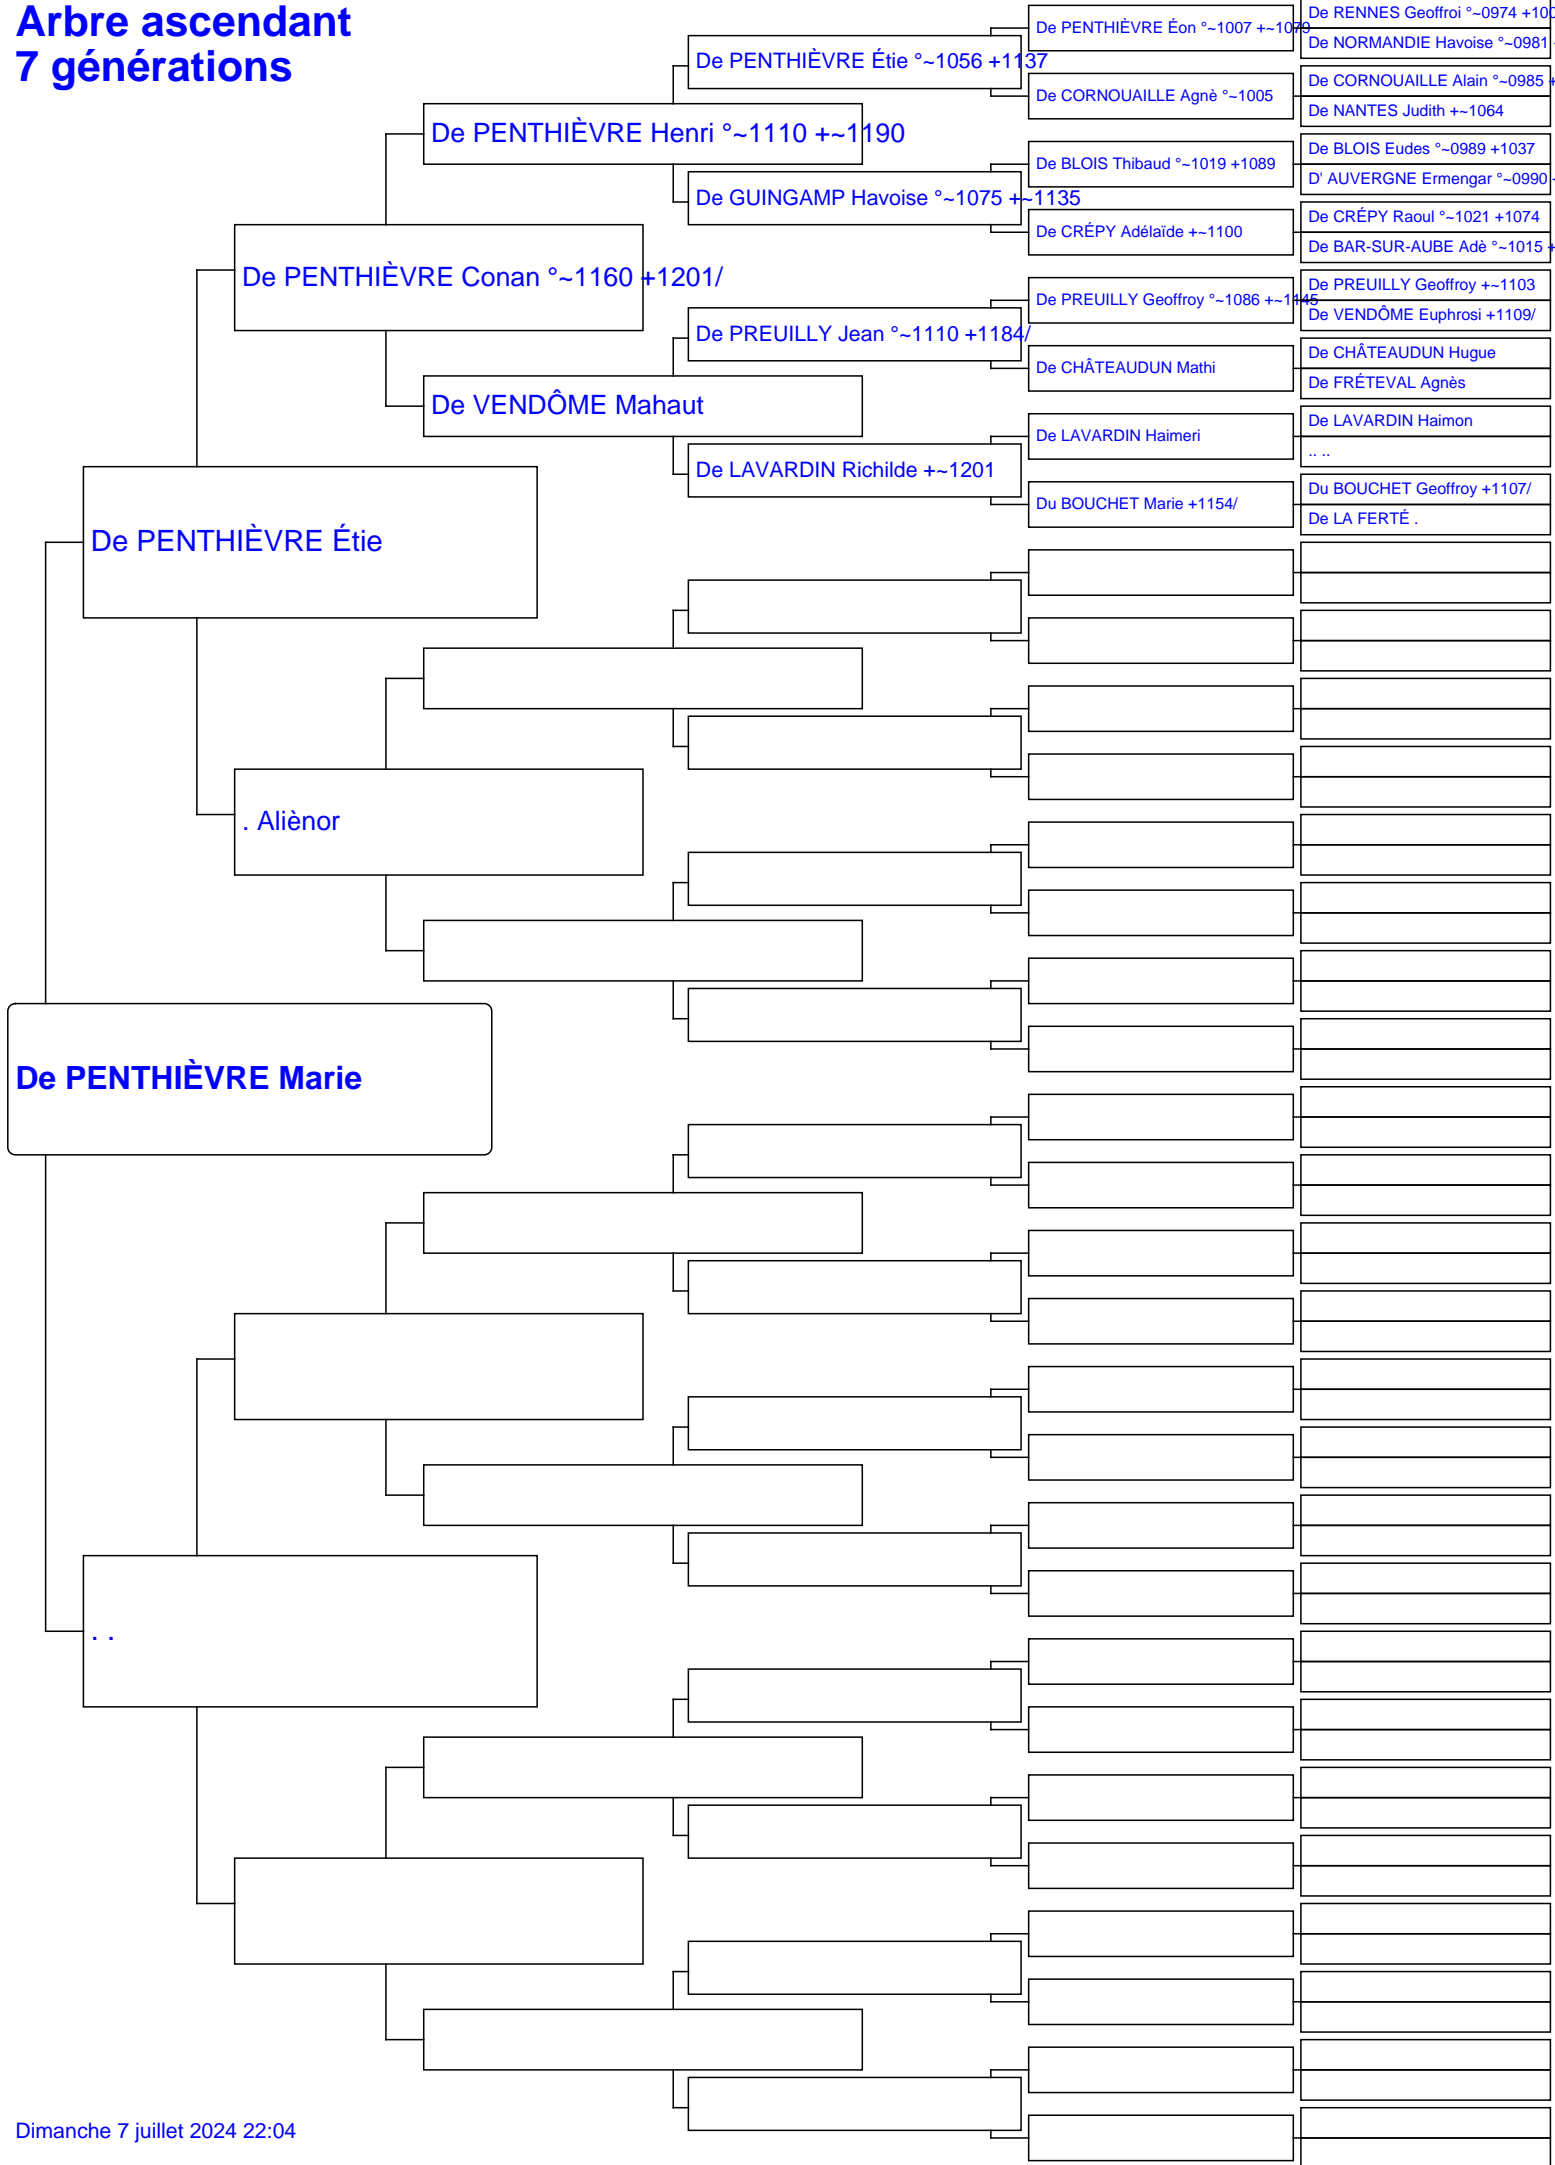 Arbre ascendant
7 générations
De PENTHIÈVRE Marie
De PENTHIÈVRE Étie
. .
De PENTHIÈVRE Conan °~1160 +1201/
. Aliènor
De PENTHIÈVRE Henri °~1110 +~1190
De VENDÔME Mahaut
De PENTHIÈVRE Étie °~1056 +1137
De GUINGAMP Havoise °~1075 +~1135
De PREUILLY Jean °~1110 +1184/
De LAVARDIN Richilde +~1201
De PENTHIÈVRE Éon °~1007 +~1079
De CORNOUAILLE Agnè °~1005
De BLOIS Thibaud °~1019 +1089
De CRÉPY Adélaïde +~1100
De PREUILLY Geoffroy °~1086 +~1145
De CHÂTEAUDUN Mathi
De LAVARDIN Haimeri
Du BOUCHET Marie +1154/
De RENNES Geoffroi °~0974 +100
De NORMANDIE Havoise °~0981
De CORNOUAILLE Alain °~0985 +
De NANTES Judith +~1064
De BLOIS Eudes °~0989 +1037
D' AUVERGNE Ermengar °~0990
De CRÉPY Raoul °~1021 +1074
De BAR-SUR-AUBE Adè °~1015 +
De PREUILLY Geoffroy +~1103
De VENDÔME Euphrosi +1109/
De CHÂTEAUDUN Hugue
De FRÉTEVAL Agnès
De LAVARDIN Haimon
.. ..
Du BOUCHET Geoffroy +1107/
De LA FERTÉ .
Dimanche 7 juillet 2024 22:04